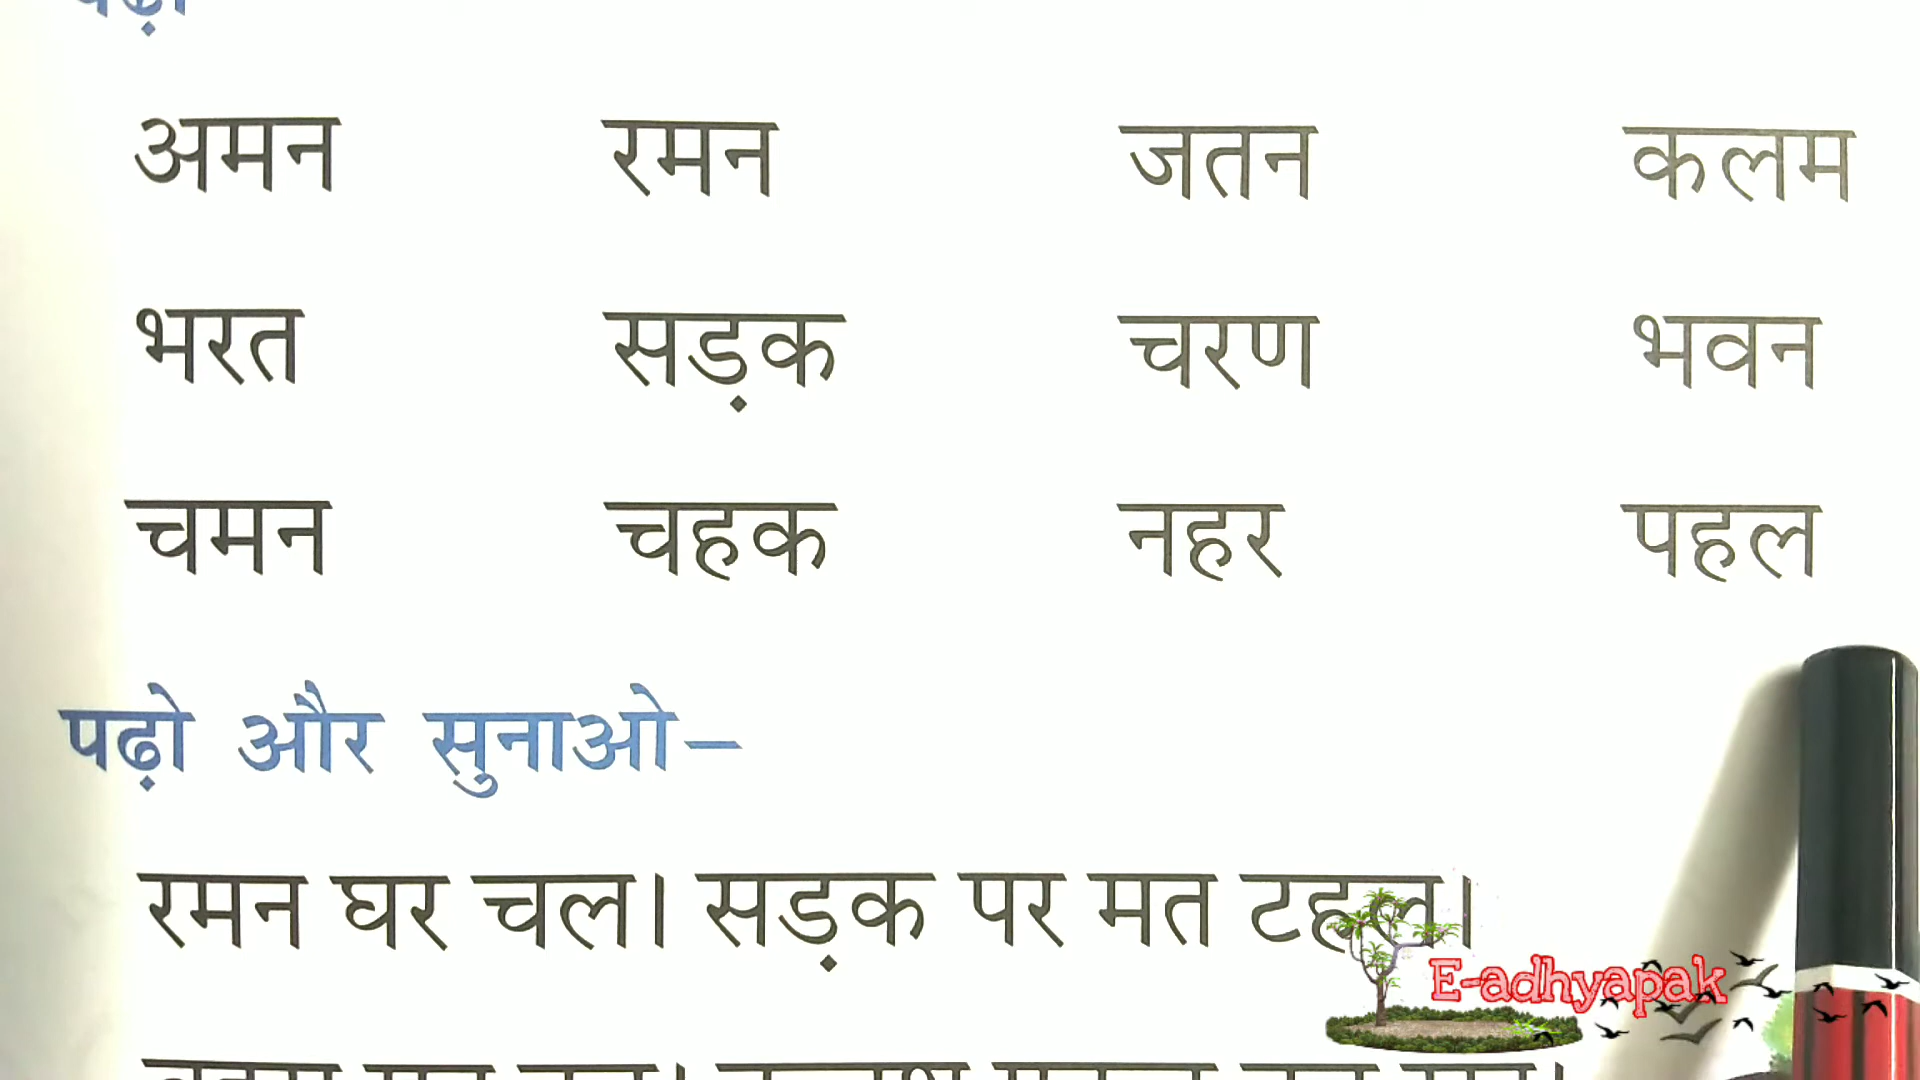 पढ़ो
अमन रमन जतन कलम
भरत सड़क चरण भवन
चमन चहक नहर पहल
पढ़ो और सुनाओ–
रमन घर चल। सड़क पर मत टहल।
E-adhyapak